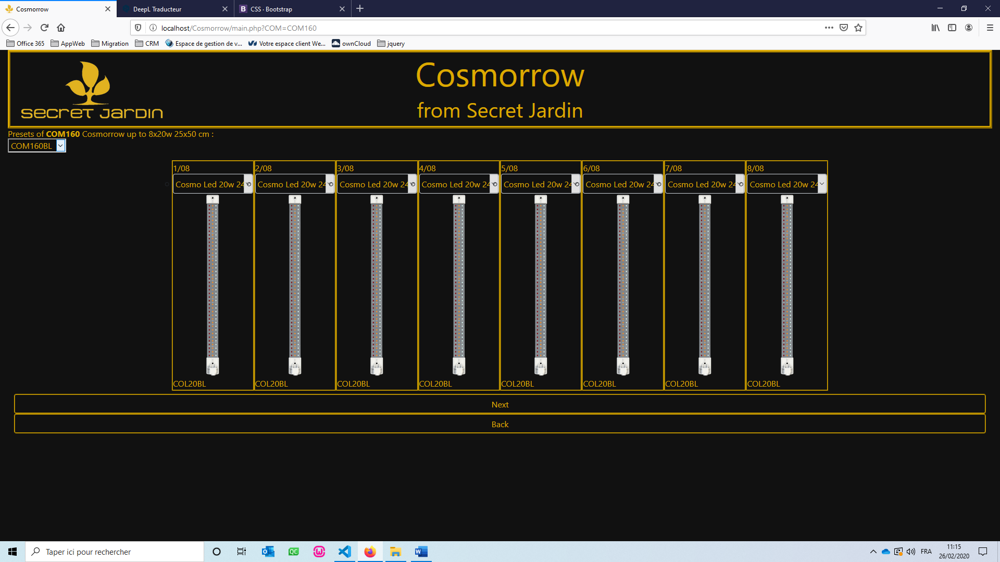 Cosmorrow
DeepL Traducteur
B CSS · Bootstrap
localhost/Cosmorrow/main.php?COM=COM160
Office 365 AppWeb Migration CRM Espace de gestion de v... Votre espace client We... ownCloud jquery
secret Jardin
Cosmorrow
from Secret Jardin
Presets of COM160 Cosmorrow up to 8x20w 25x50 cm :
COM160BL
1/08 2/08 3/08 4/08 5/08 6/08 7/08 8/08
Cosmo Led 20w 24 Cosmo Led 20w 24 Cosmo Led 20w 24 Cosmo Led 20w 24 Cosmo Led 20w 24 Cosmo Led 20w 24 Cosmo Led 20w 24 Cosmo Led 20w 24
COL20BL COL20BL COL20BL COL20BL COL20BL COL20BL COL20BL COL20BL
Next
Back
Taper ici pour rechercher
QC
FRA
11:15
26/02/2020